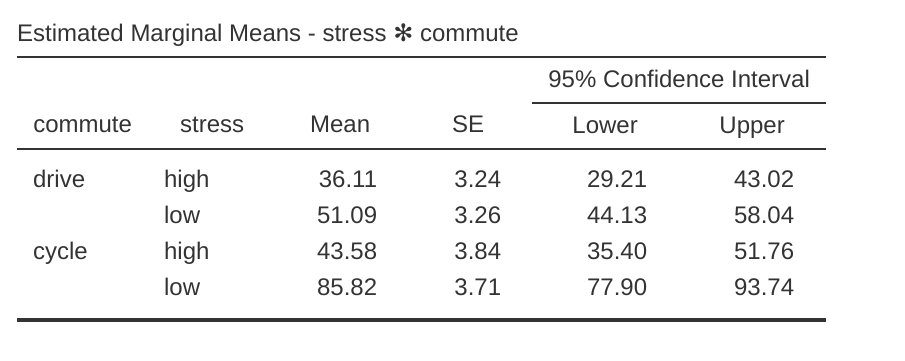 Estimated Marginal Means - stress ✻ commute
95% Confidence Interval
commute stress Mean SE Lower Upper
drive high 36.11 3.24 29.21 43.02
low 51.09 3.26 44.13 58.04
cycle high 43.58 3.84 35.40 51.76
low 85.82 3.71 77.90 93.74